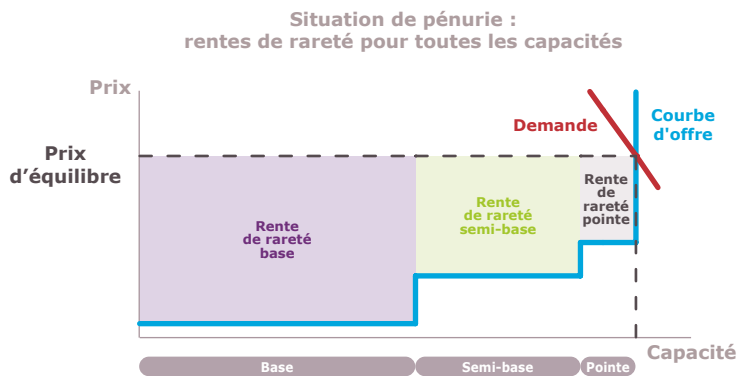 Situation de pénurie :
rentes de rareté pour toutes les capacités
Prix
Demande
Courbe
d'offre
Prix
d’équilibre
Rente
de rareté
base
Rente
de rareté
semi-base
Rente
de
rareté
pointe
Capacité
Base
Semi-base
Pointe